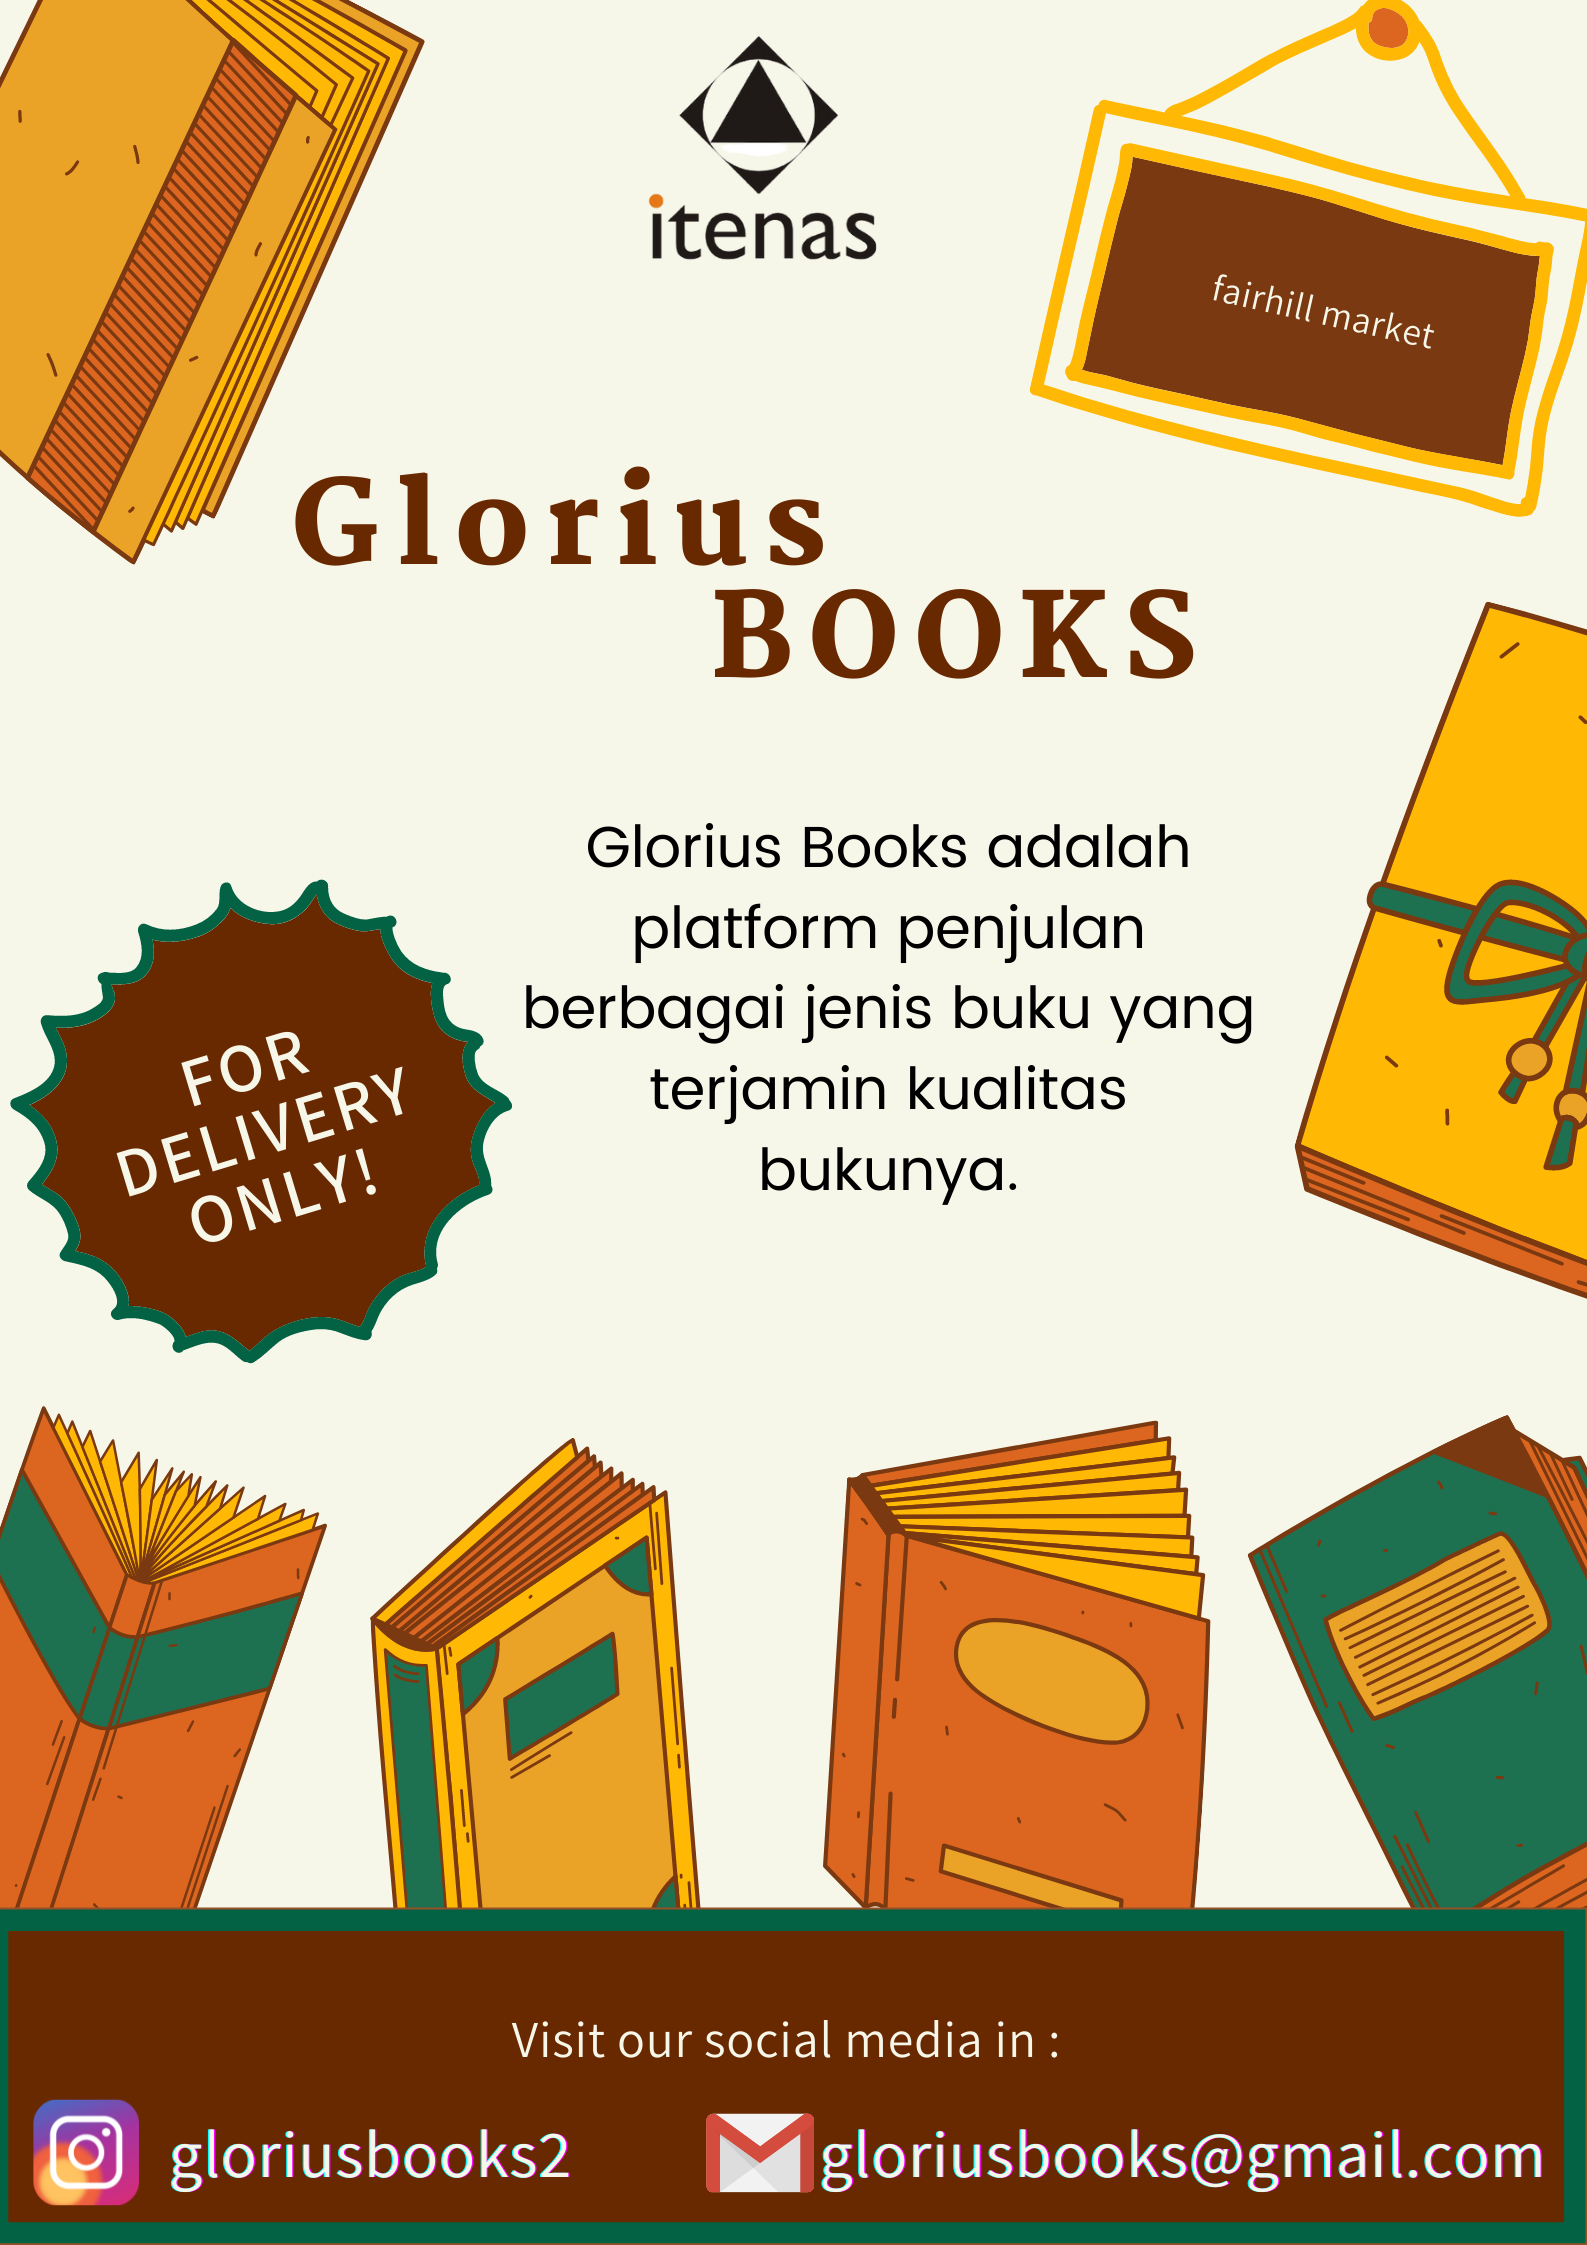 itenas
fairhill market
Glorius
BOOKS
Glorius Books adalah
platform penjulan
berbagai jenis buku yang
terjamin kualitas
bukunya.
FOR
DELIVERY
ONLY!
Visit our social media in :
gloriusbooks2
gloriusbooks@gmail.com